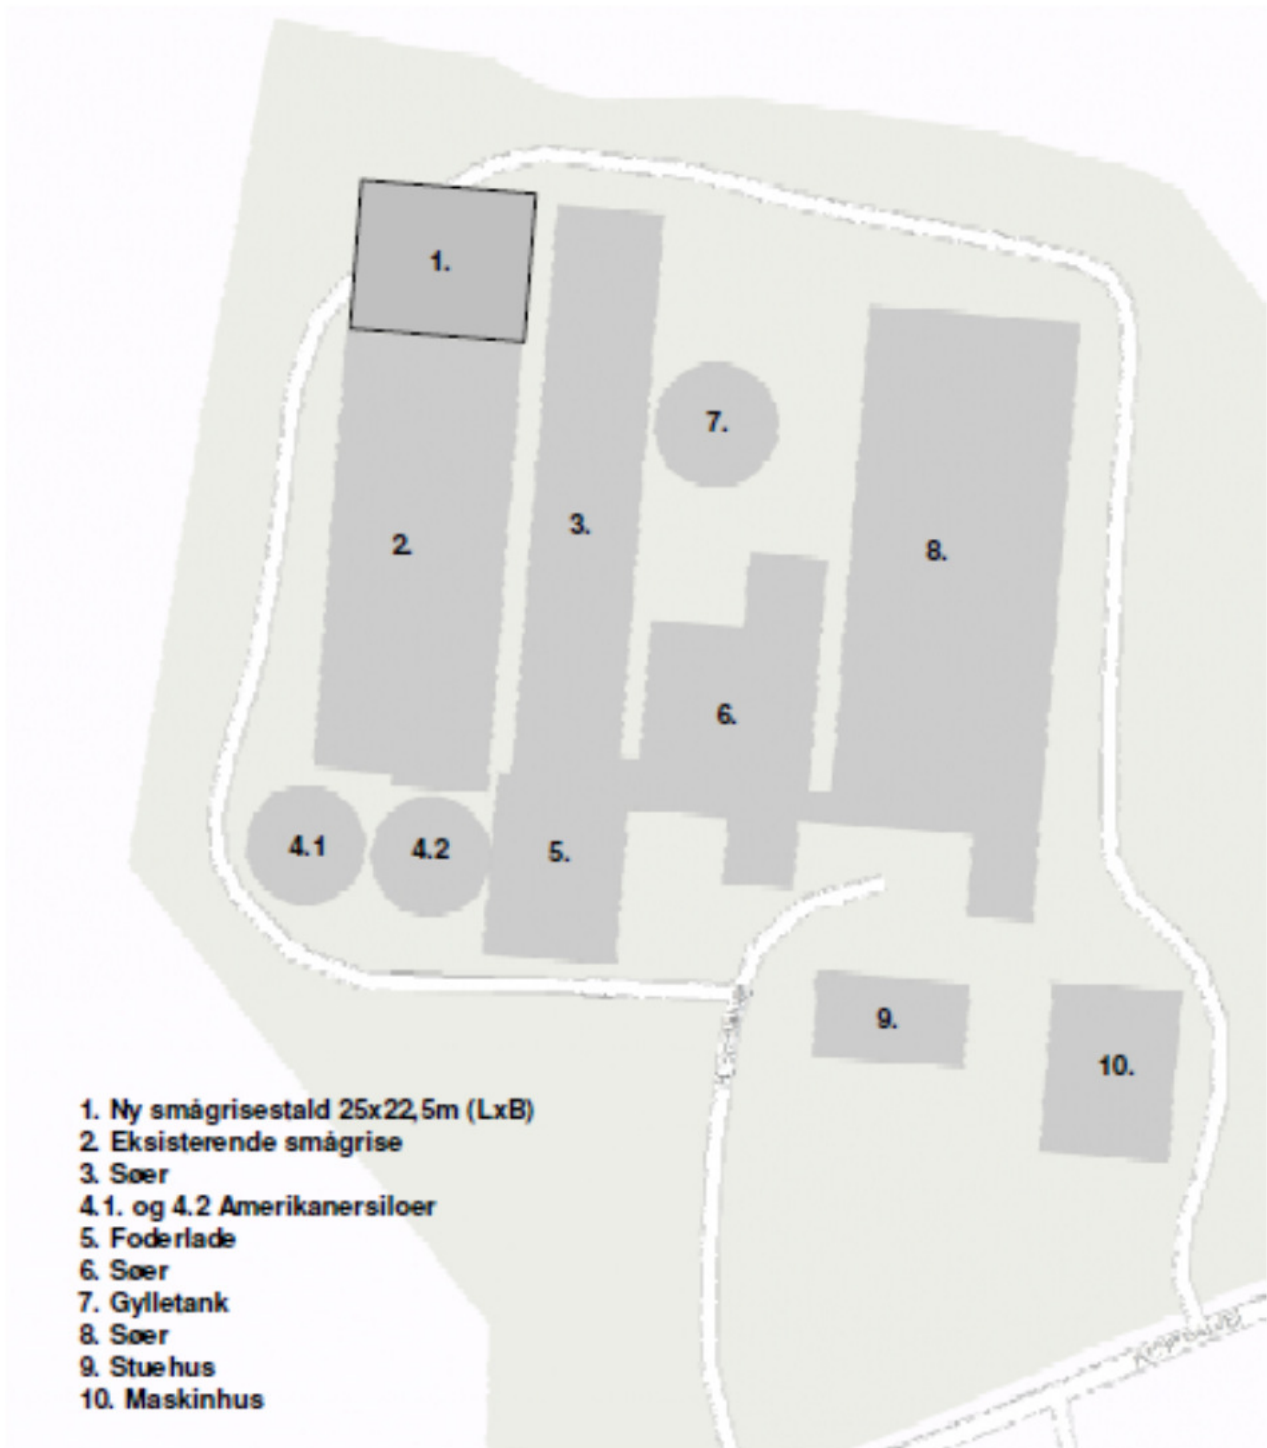 1.
2.
3.
7.
8.
6.
4.1
4.2
5.
9.
10.
1. Ny smågrisestald 25x22,5m (LxB)
2. Eksisterende smågrise
3. Søer
4.1. og 4.2 Amerikanersiloer
5. Foderlade
6. Søer
7. Gylletank
8. Søer
9. Stuehus
10. Maskinhus